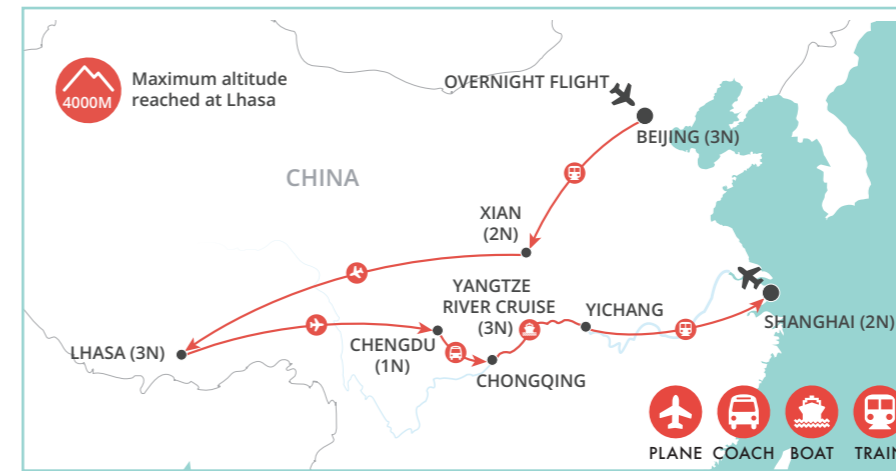 4000M
Maximum altitude
reached at Lhasa
OVERNIGHT FLIGHT
BEIJING (3N)
CHINA
XIAN
(2N)
YANGTZE
RIVER CRUISE
(3N)
YICHANG
SHANGHAI (2N)
LHASA (3N)
CHENGDU
(1N)
CHONGQING
PLANE COACH BOAT TRAIN